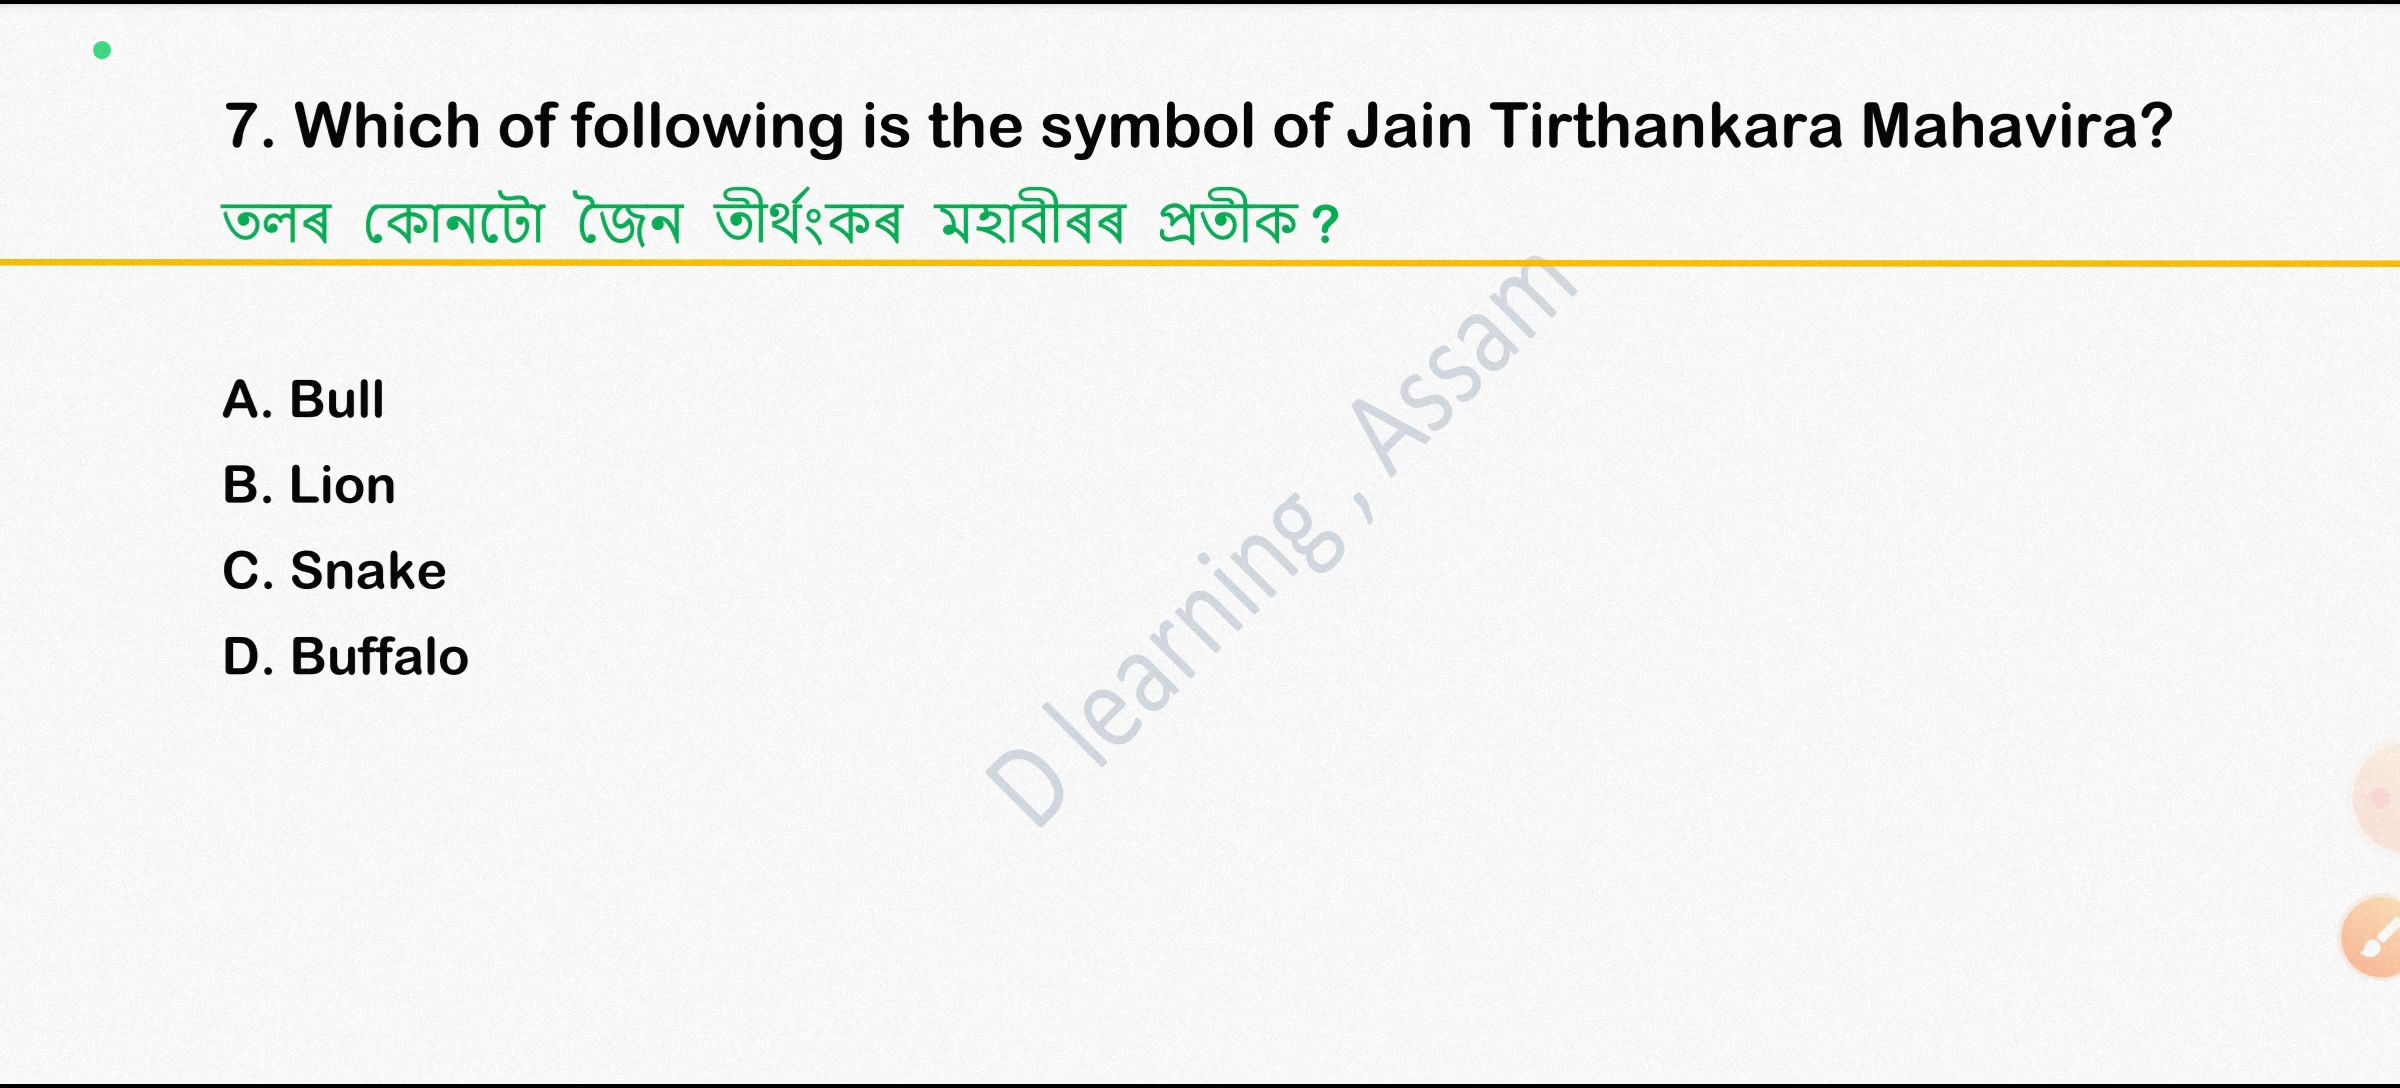 7. Which of following is the symbol of Jain Tirthankara Mahavira?
তলৰ কোনটো জৈন তীৰ্থংকৰ মহাবীৰৰ প্ৰতীক ?
A. Bull
B. Lion
C. Snake
D. Buffalo
D learning , Assam